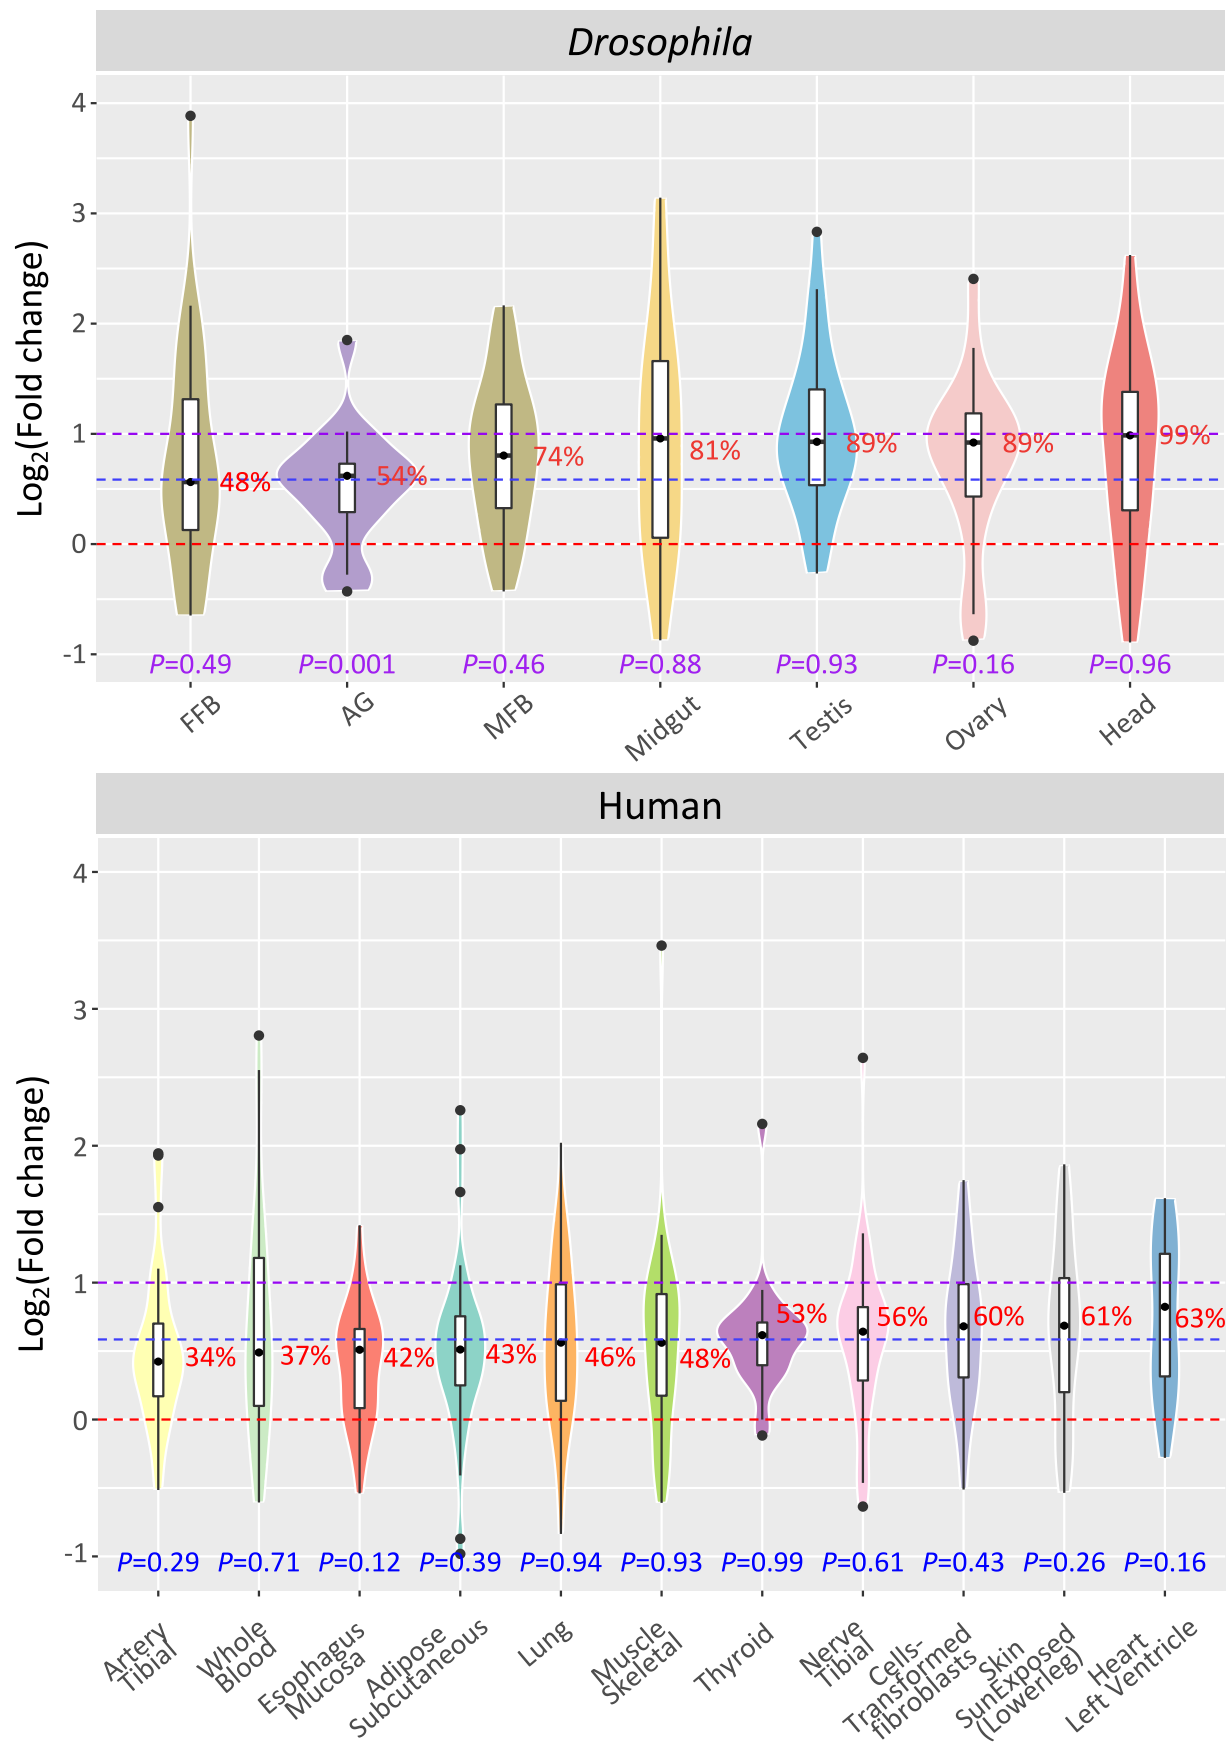 Drosophila
Log2(Fold change)
4
3
2
1
0
-1
48%
54%
74%
81%
89%
89%
99%
P=0.49
P=0.001
P=0.46
P=0.88
P=0.93
P=0.16
P=0.96
FFB
AG
MFB
Midgut
Testis
Ovary
Head
Human
Log2(Fold change)
4
3
2
1
0
-1
34%
37%
42%
43%
46%
48%
53%
56%
60%
61%
63%
P=0.29
P=0.71
P=0.12
P=0.39
P=0.94
P=0.93
P=0.99
P=0.61
P=0.43
P=0.26
P=0.16
Artery
Tibial
Whole
Blood
Esophagus
Mucosa
Adipose
Subcutaneous
Lung
Muscle
Skeletal
Thyroid
Nerve
Tibial
Cells-
Transformed
fibroblasts
Skin
SunExposed
(Lowerleg)
Heart
Left Ventricle